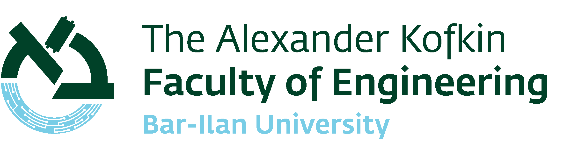 The Alexander Kofkin
Faculty of Engineering
Bar-Ilan University